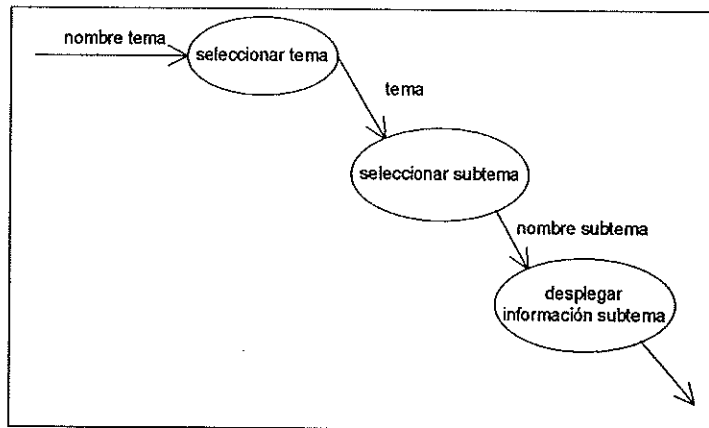 nombre tema
seleccionar tema
tema
seleccionar subtema
nombre subtema
desplegar
información subtema